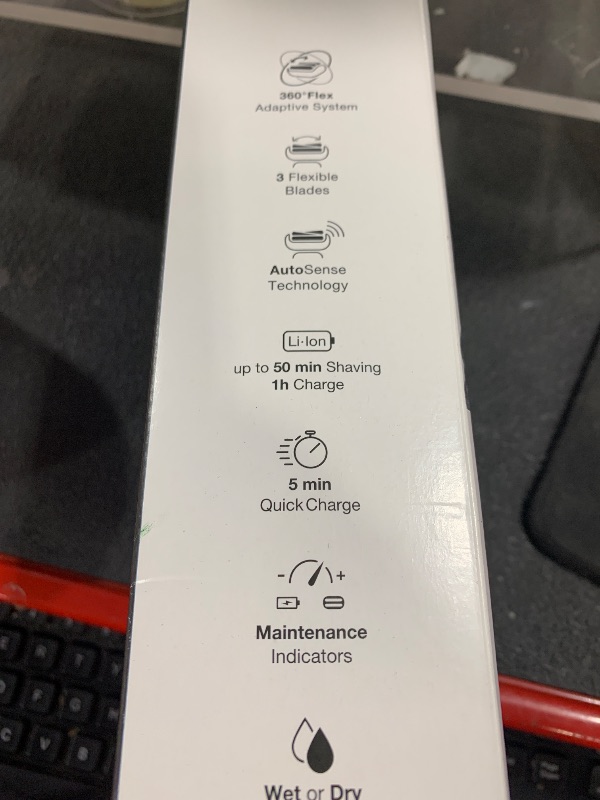 360°Flex
Adaptive System
3 Flexible
Blades
AutoSense
Technology
Li-Ion
up to 50 min Shaving
1h Charge
5 min
Quick Charge
- +
Maintenance
Indicators
Wet or Dry
E R T
D F G
C V B